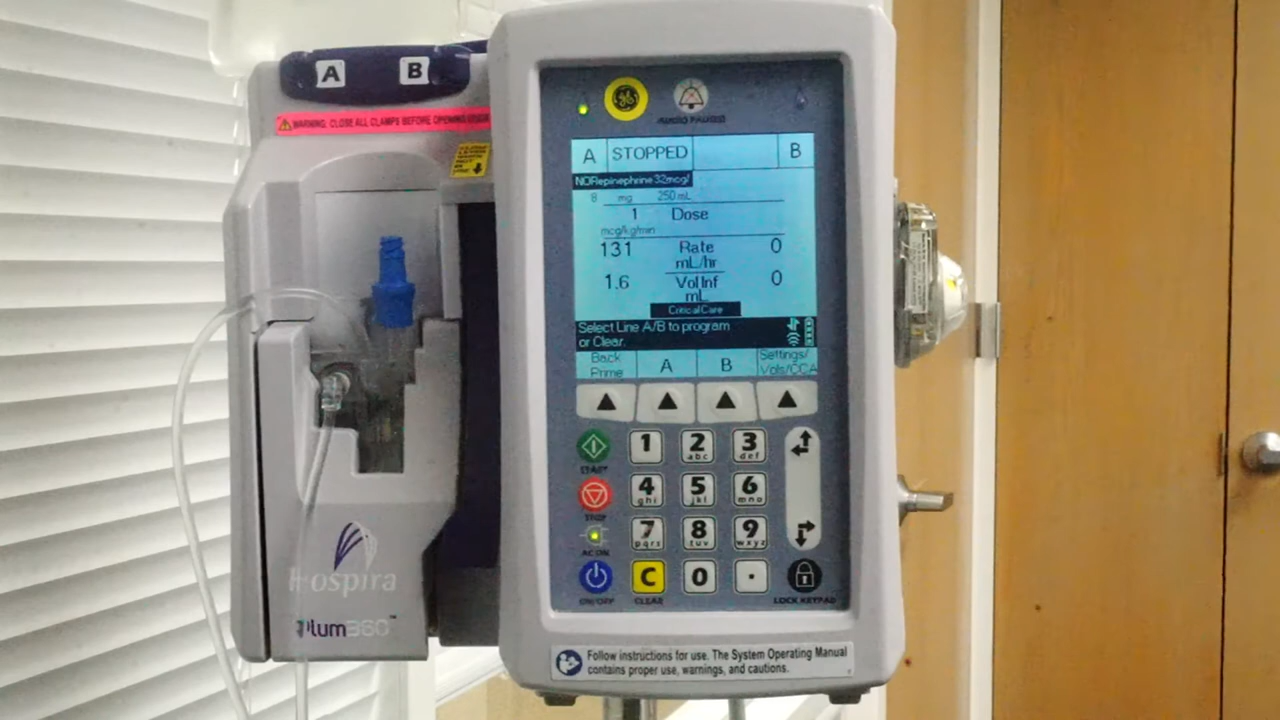 A B
WARNING: CLOSE ALL CLAMPS BEFORE OPENING
AUDIO PAUSED
A STOPPED B
NORepinephrine 32mcg/
8 mg 250 mL
1 Dose
mcg/kg/min
131 Rate 0
mL/hr
1.6 Vol Inf 0
mL
Critical Care
Select Line A/B to program
or Clear.
Back A B Settings/
Prime Vols/CCA
1 2 3
abc def
START
4 5 6
ghi jkl mno
STOP
7 8 9
pqrs tuv wxyz
AC ON
C 0 .
ON/OFF CLEAR LOCK KEYPAD
Hospira
Plum360™
Follow instructions for use. The System Operating Manual
contains proper use, warnings, and cautions.